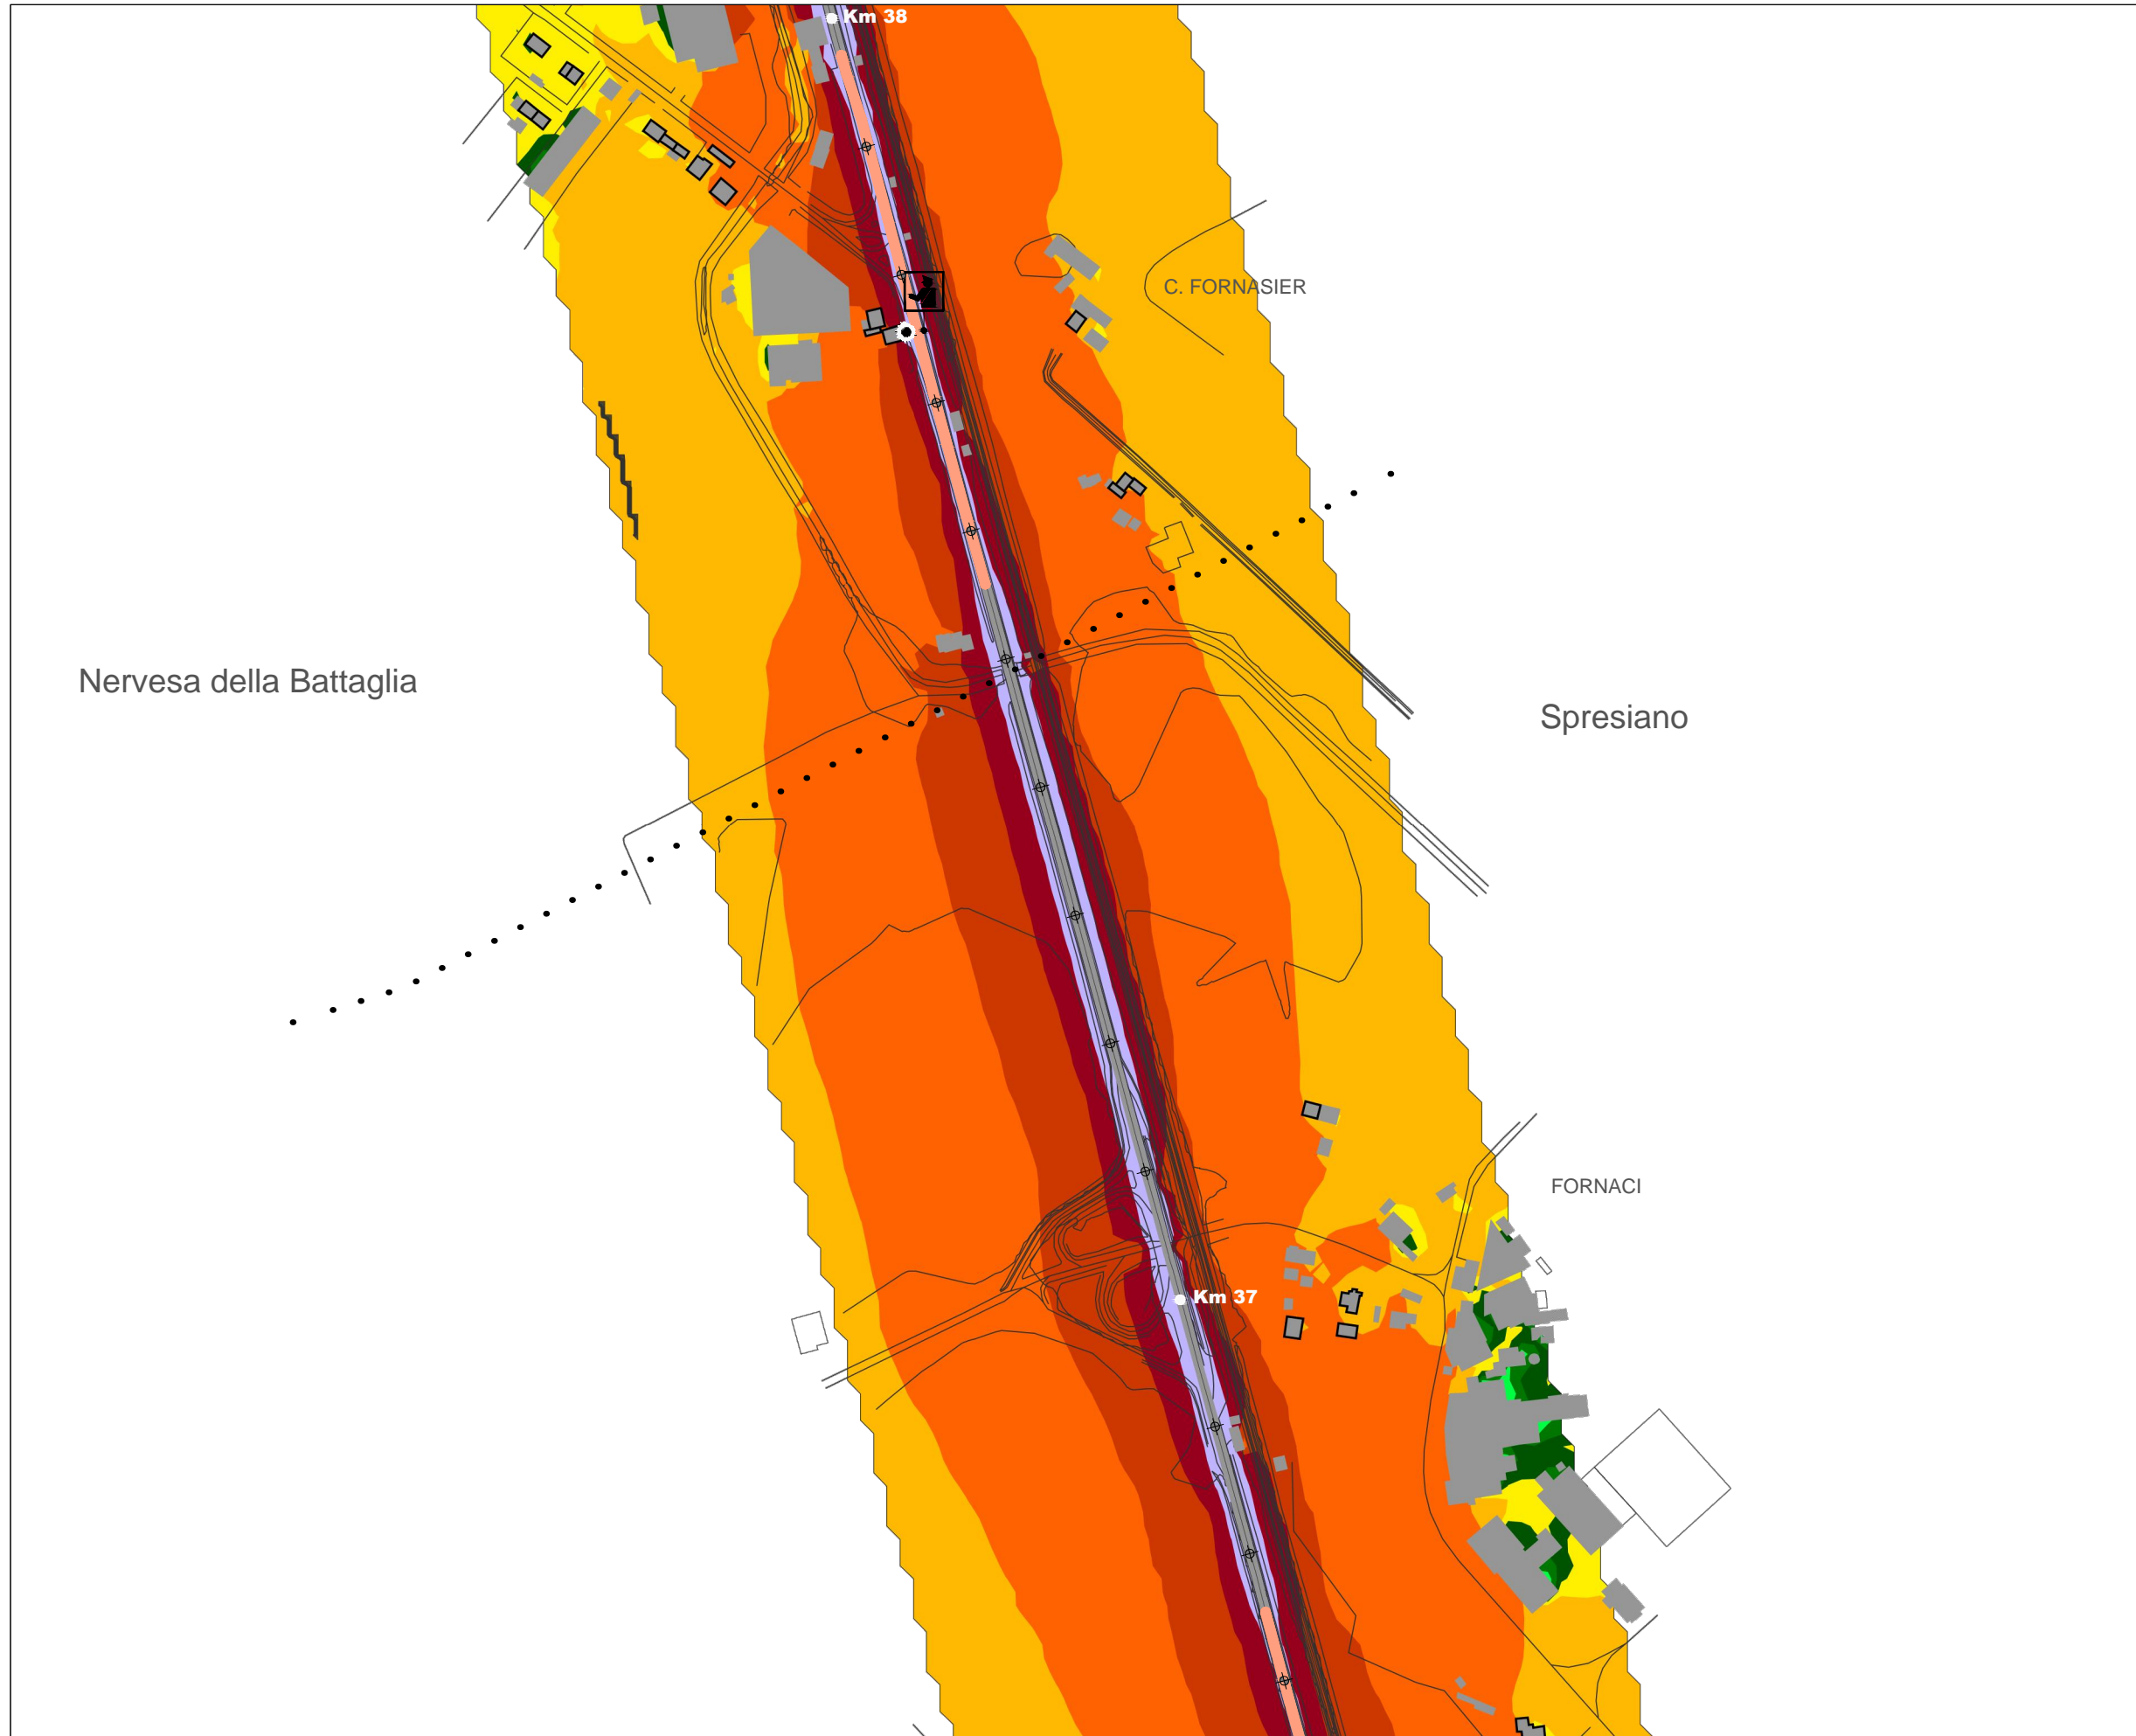 Km 38
C. FORNASIER
Nervesa della Battaglia
Spresiano
FORNACI
Km 37